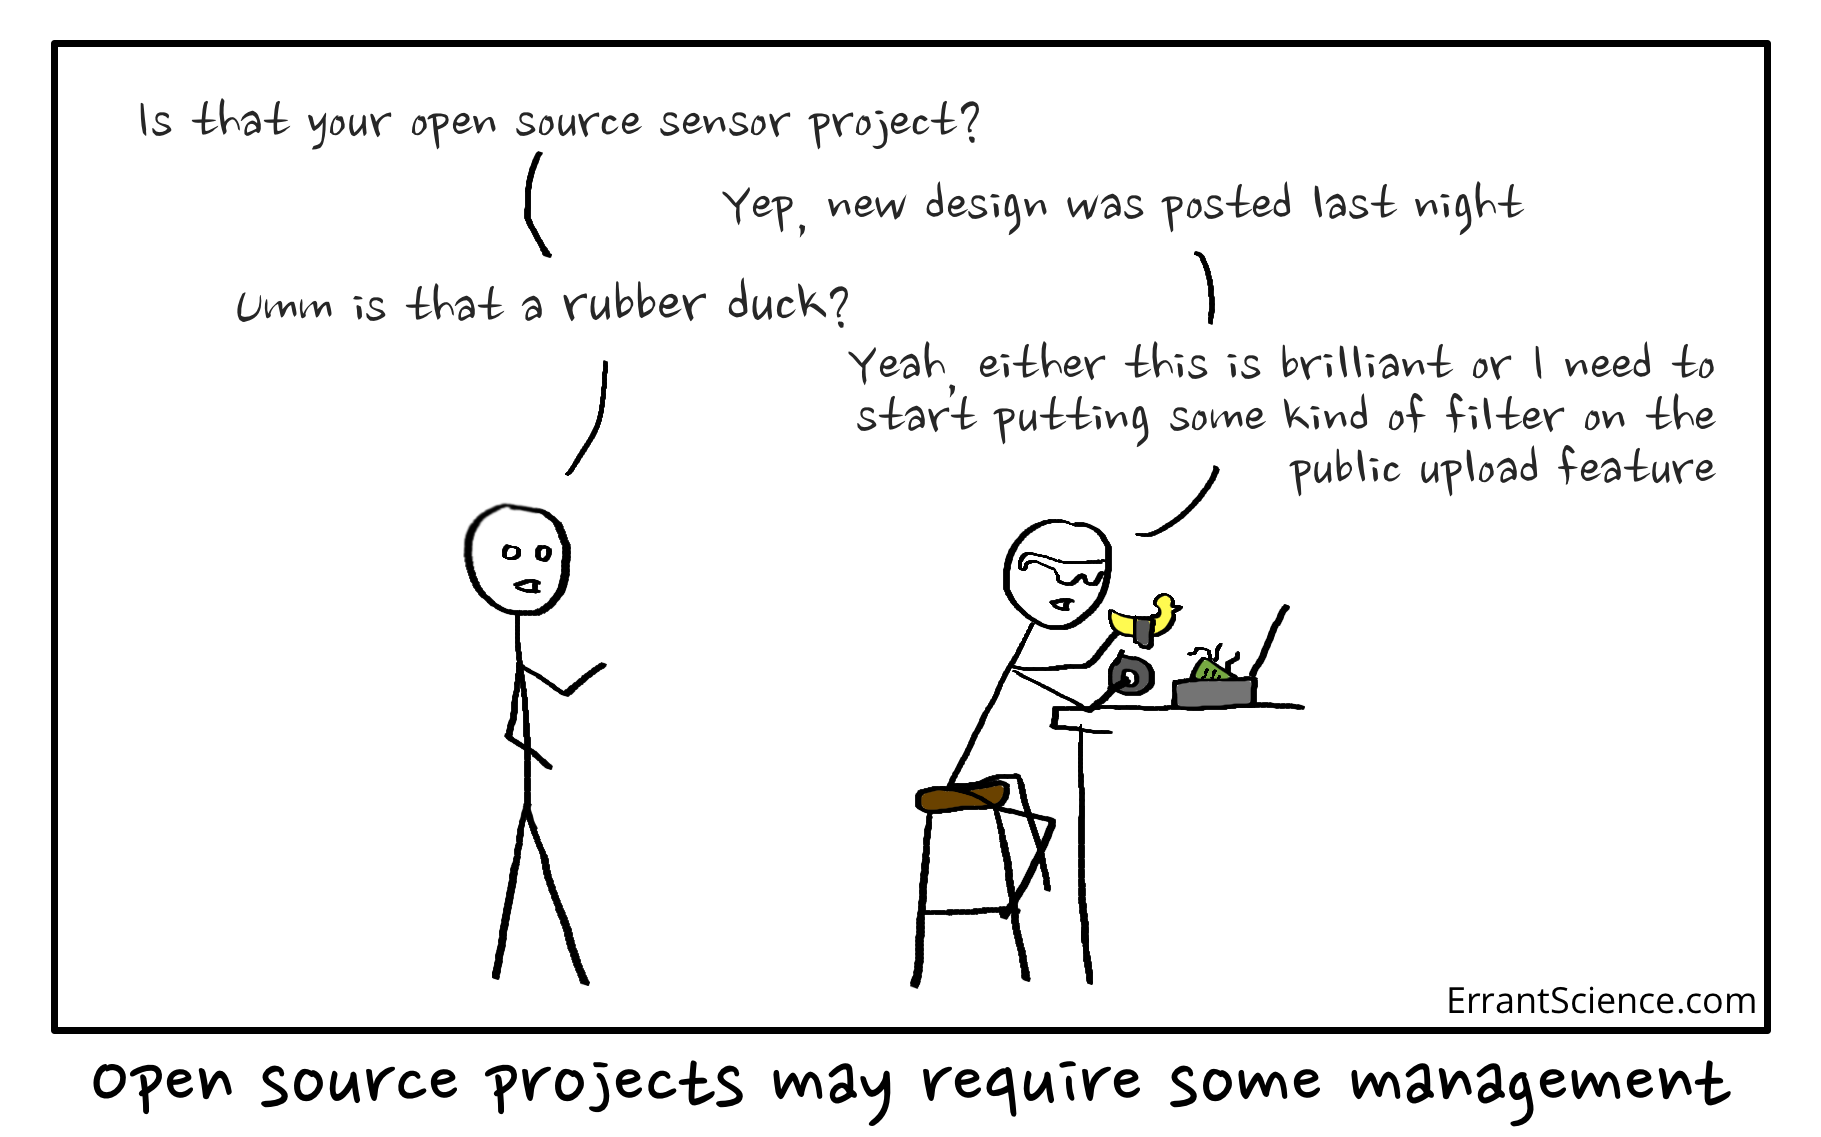 Is that your open source sensor project?
Yep, new design was posted last night
Umm is that a rubber duck?
Yeah, either this is brilliant or I need to
start putting some kind of filter on the
public upload feature
ErrantScience.com
open source projects may require some management